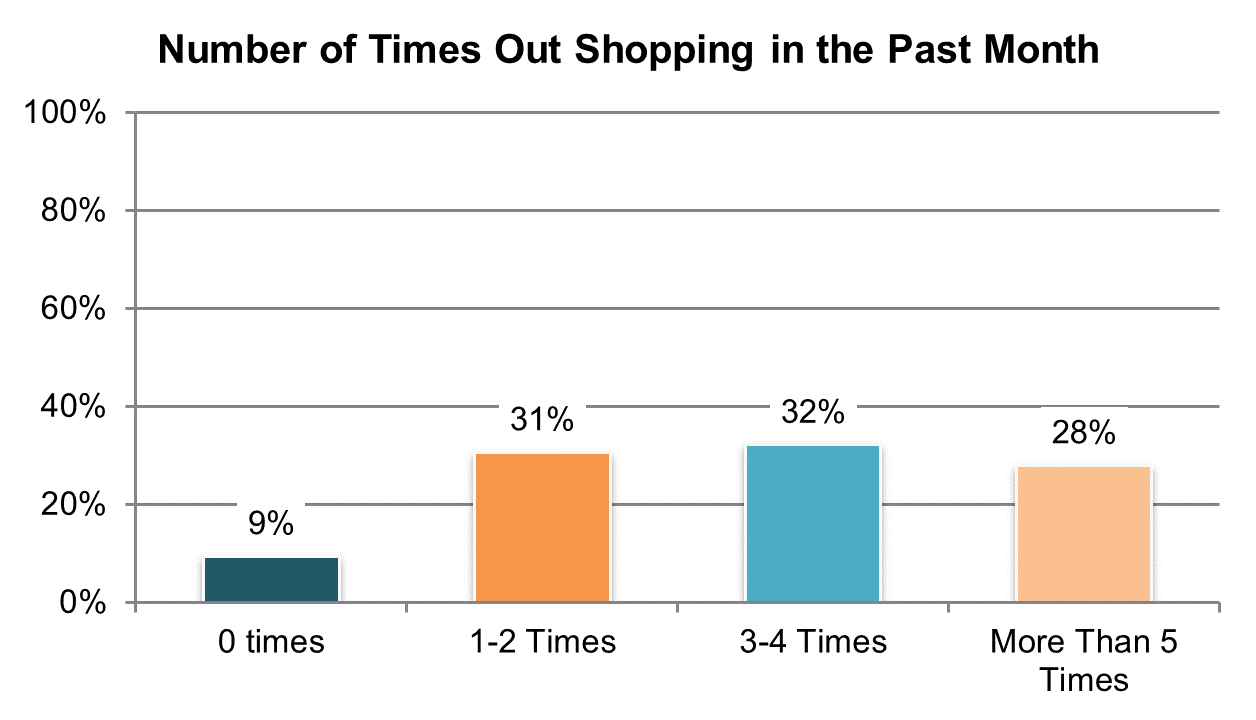 Number of Times Out Shopping in the Past Month
100%
80%
60%
40%
20%
0%
9%
31%
32%
28%
0 times
1-2 Times
3-4 Times
More Than 5
Times